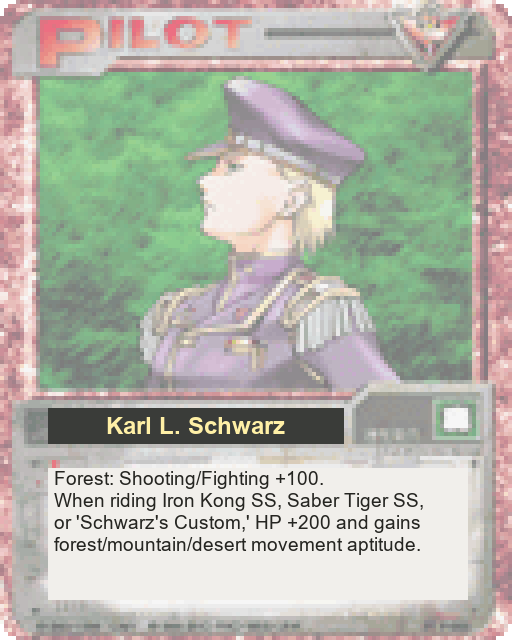 PILOT
Karl L. Schwarz
Forest: Shooting/Fighting +100.
When riding Iron Kong SS, Saber Tiger SS,
or 'Schwarz's Custom,' HP +200 and gains
forest/mountain/desert movement aptitude.